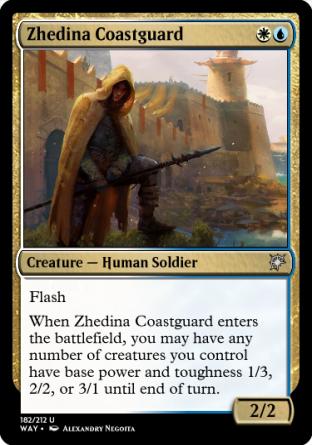 Zhedina Coastguard
Creature — Human Soldier
Flash
When Zhedina Coastguard enters
the battlefield, you may have any
number of creatures you control
have base power and toughness 1/3,
2/2, or 3/1 until end of turn.
2/2
182/212 U
WAY • Alexandry Negoita